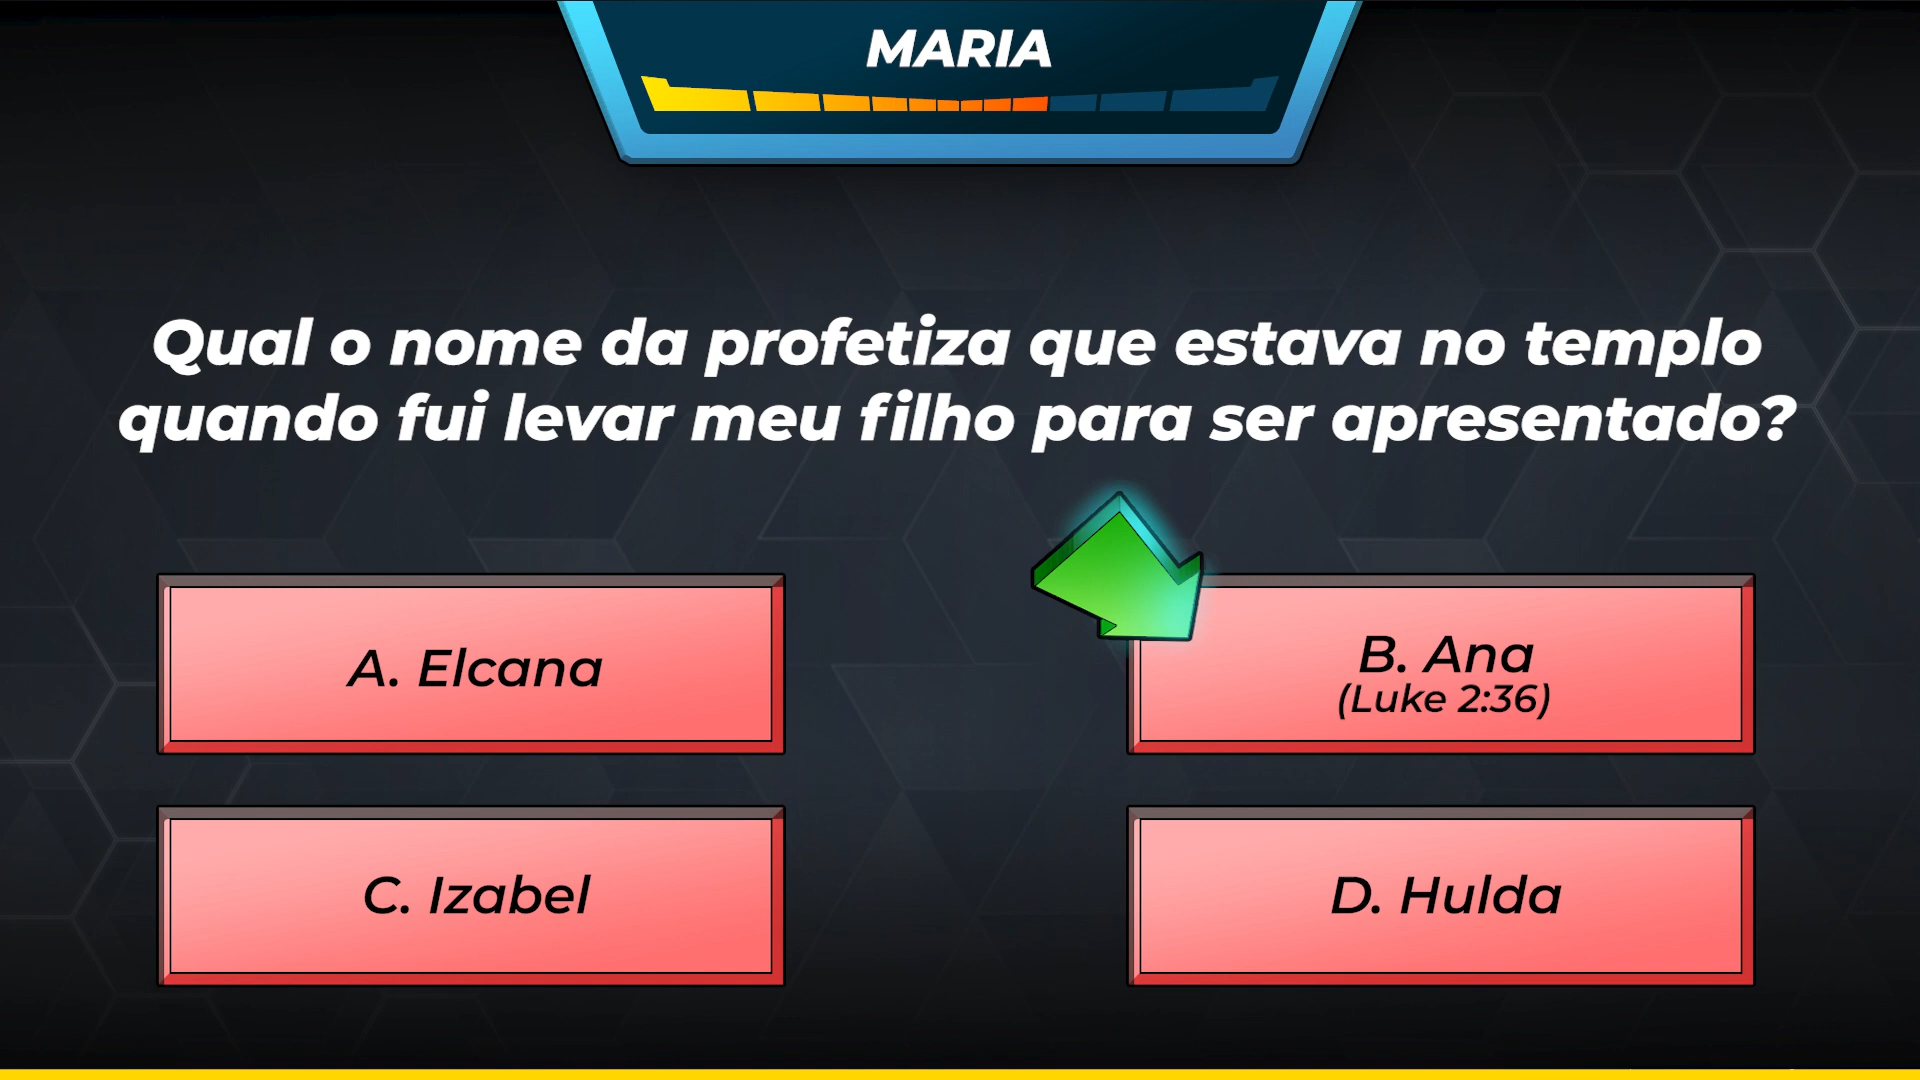 MARIA
Qual o nome da profetiza que estava no templo
quando fui levar meu filho para ser apresentado?
A. Elcana
B. Ana
(Luke 2:36)
C. Izabel
D. Hulda